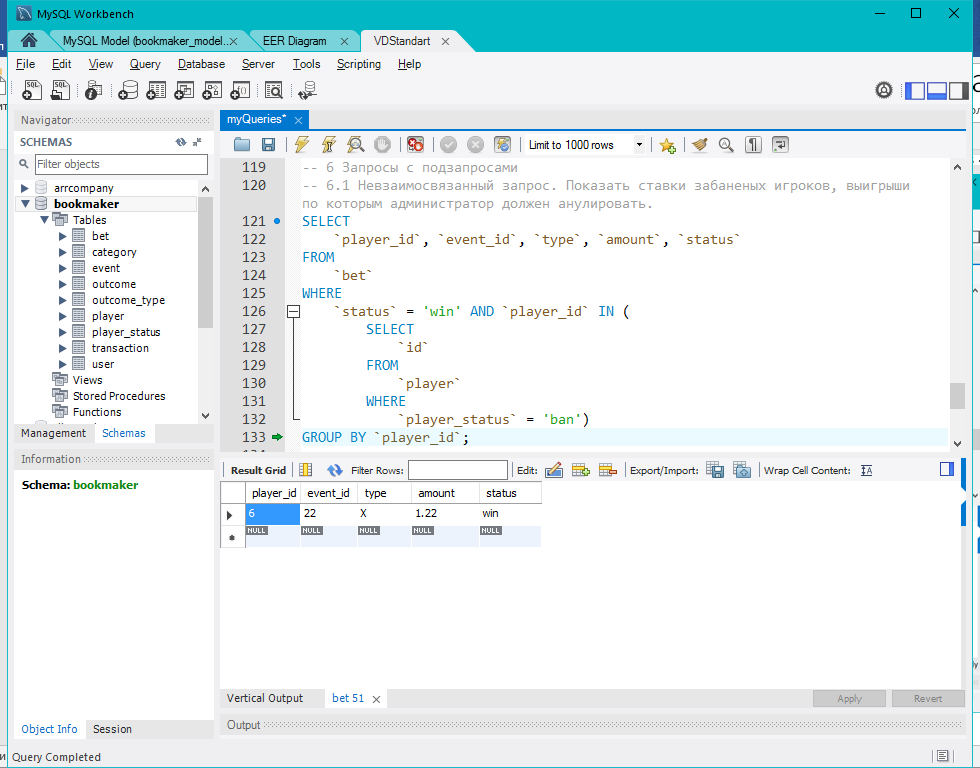 MySQL Workbench
MySQL Model (bookmaker_model.. ×
EER Diagram ×
VDStandart ×
File Edit View Query Database Server Tools Scripting Help
Navigator
SCHEMAS
Filter objects
arrcompany
bookmaker
Tables
bet
category
event
outcome
outcome_type
player
player_status
transaction
user
Views
Stored Procedures
Functions
Management Schemas
Information
Schema: bookmaker
Object Info Session
myQueries* ×
Limit to 1000 rows
119 -- 6 Запросы с подзапросами
120 -- 6.1 Невзаимосвязанный запрос. Показать ставки забаненых игроков, выигрыши
по которым администратор должен анулировать.
121 SELECT
122 `player_id`, `event_id`, `type`, `amount`, `status`
123 FROM
124 `bet`
125 WHERE
126 `status` = 'win' AND `player_id` IN (
127 SELECT
128 `id`
129 FROM
130 `player`
131 WHERE
132 `player_status` = 'ban')
133 GROUP BY `player_id`;
Result Grid Filter Rows: Edit: Export/Import: Wrap Cell Content:
player_id event_id type amount status
6 22 X 1.22 win
NULL NULL NULL NULL NULL
Vertical Output bet 51 × Apply Revert
Output
Query Completed